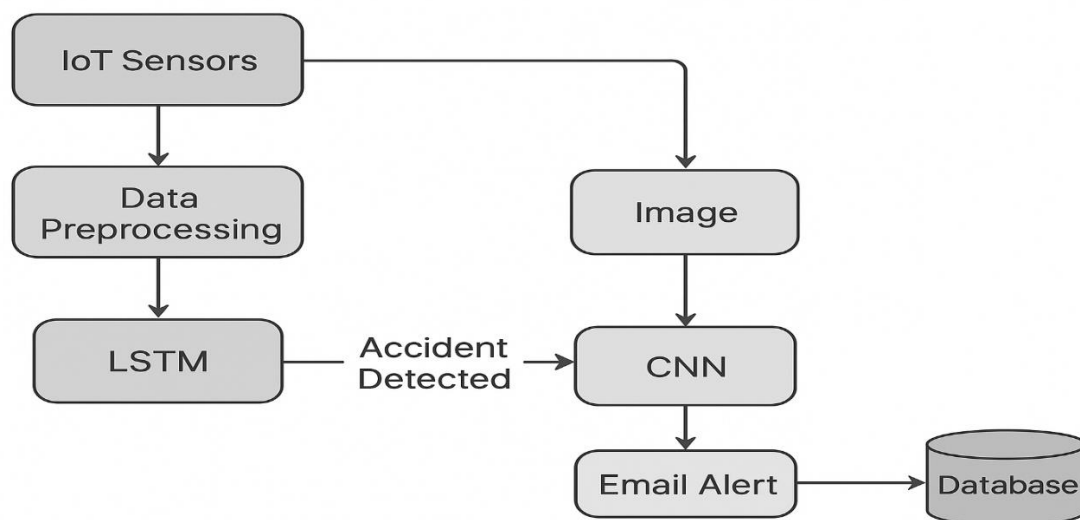 IoT Sensors
Data
Preprocessing
Image
LSTM
Accident
Detected
CNN
Email Alert
Database